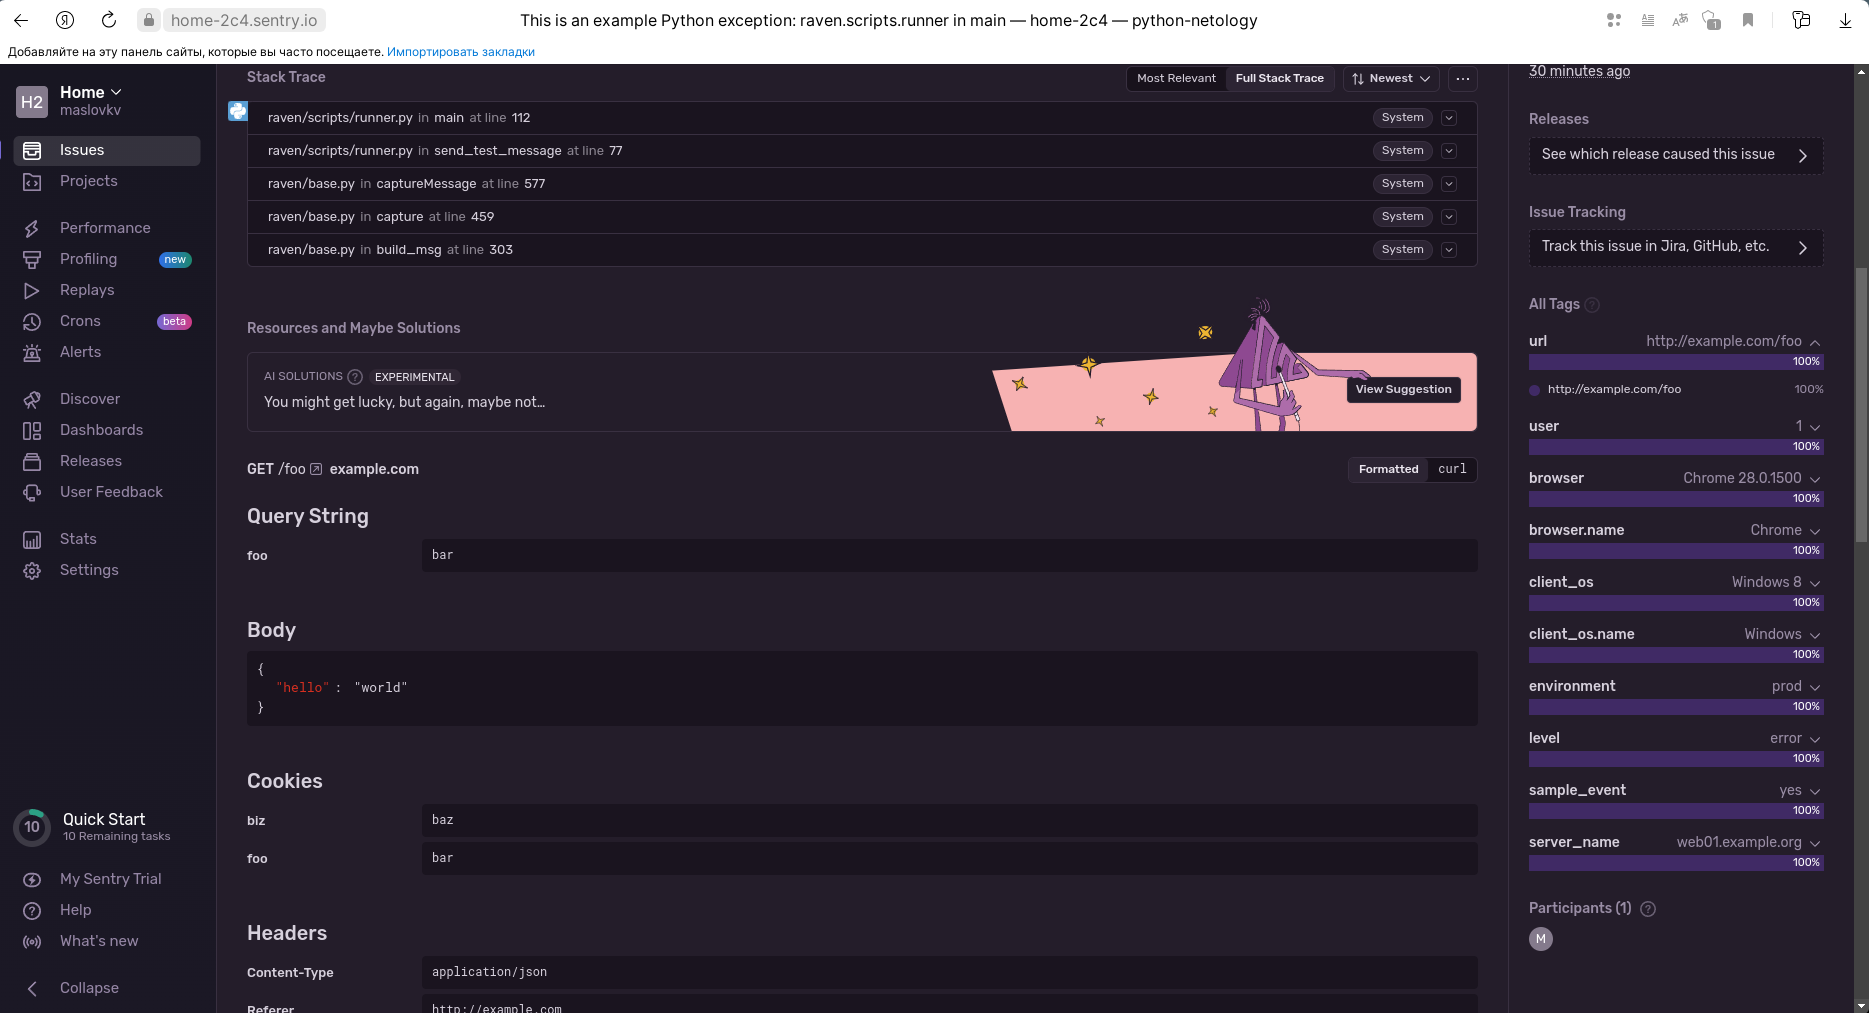 home-2c4.sentry.io
This is an example Python exception: raven.scripts.runner in main — home-2c4 — python-netology
1
Добавляйте на эту панель сайты, которые вы часто посещаете. Импортировать закладки
H2
Home
maslovkv
Issues
Projects
Performance
Profiling new
Replays
Crons beta
Alerts
Discover
Dashboards
Releases
User Feedback
Stats
Settings
10
Quick Start
10 Remaining tasks
My Sentry Trial
Help
What's new
Collapse
Stack Trace
Most Relevant Full Stack Trace Newest ...
raven/scripts/runner.py in main at line 112 System
raven/scripts/runner.py in send_test_message at line 77 System
raven/base.py in captureMessage at line 577 System
raven/base.py in capture at line 459 System
raven/base.py in build_msg at line 303 System
Resources and Maybe Solutions
AI SOLUTIONS ? EXPERIMENTAL
You might get lucky, but again, maybe not…
View Suggestion
GET /foo example.com
Formatted curl
Query String
foo bar
Body
{
"hello" : "world"
}
Cookies
biz baz
foo bar
Headers
Content-Type application/json
Referer http://example.com
30 minutes ago
Releases
See which release caused this issue
Issue Tracking
Track this issue in Jira, GitHub, etc.
All Tags ?
url http://example.com/foo
100%
http://example.com/foo 100%
user 1
100%
browser Chrome 28.0.1500
100%
browser.name Chrome
100%
client_os Windows 8
100%
client_os.name Windows
100%
environment prod
100%
level error
100%
sample_event yes
100%
server_name web01.example.org
100%
Participants (1) ?
M